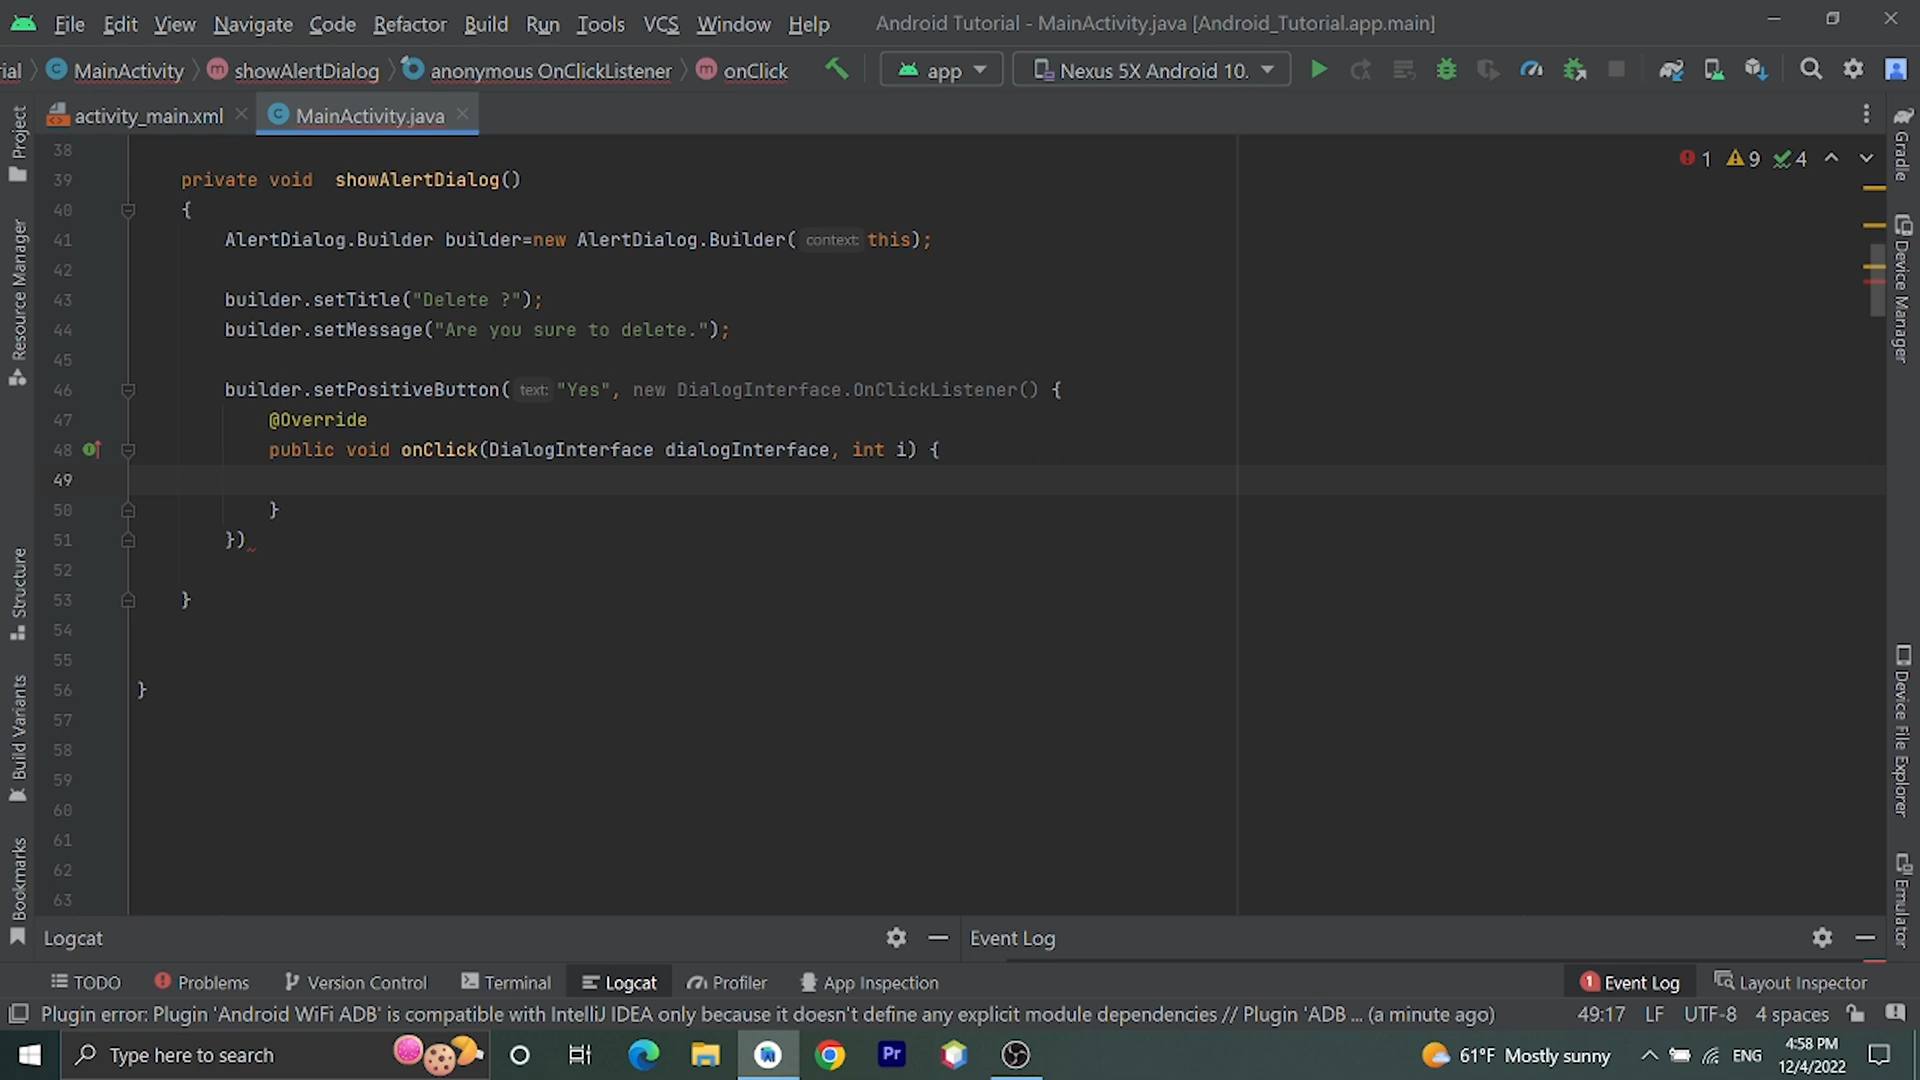 File Edit View Navigate Code Refactor Build Run Tools VCS Window Help Android Tutorial - MainActivity.java [Android_Tutorial.app.main]
ial MainActivity showAlertDialog anonymous OnClickListener onClick app Nexus 5X Android 10.
activity_main.xml MainActivity.java
Project
Resource Manager
Structure
Build Variants
Bookmarks
1 9 4
38
39 private void showAlertDialog()
40 {
41 AlertDialog.Builder builder=new AlertDialog.Builder( context: this);
42
43 builder.setTitle("Delete ?");
44 builder.setMessage("Are you sure to delete.");
45
46 builder.setPositiveButton( text: "Yes", new DialogInterface.OnClickListener() {
47 @Override
48 public void onClick(DialogInterface dialogInterface, int i) {
49
50 }
51 })
52
53 }
54
55
56 }
57
58
59
60
61
62
63
Gradle
Device Manager
Device File Explorer
Emulator
Logcat Event Log
TODO Problems Version Control Terminal Logcat Profiler App Inspection 1 Event Log Layout Inspector
Plugin error: Plugin 'Android WiFi ADB' is compatible with IntelliJ IDEA only because it doesn't define any explicit module dependencies // Plugin 'ADB ... (a minute ago) 49:17 LF UTF-8 4 spaces
Type here to search Pr 61°F Mostly sunny ENG 4:58 PM
12/4/2022